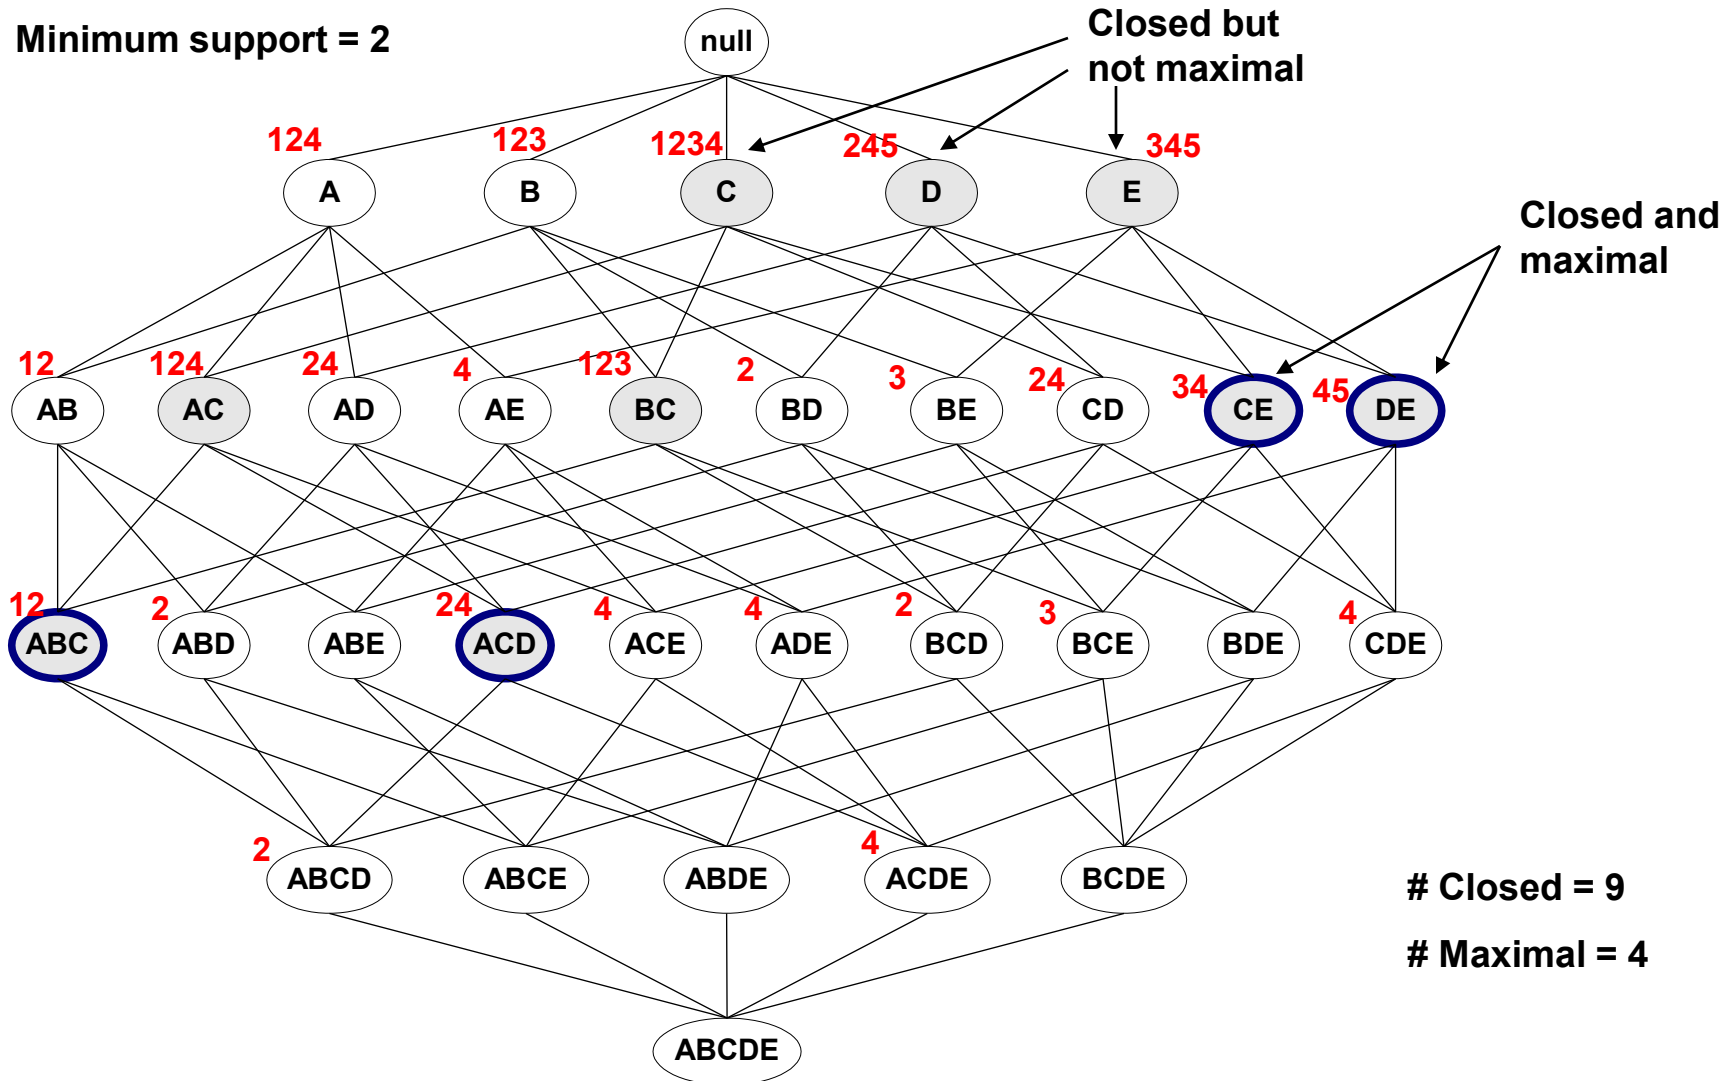 Minimum support = 2
null
Closed but
not maximal
124 123 1234 245 345
A B C D E
Closed and
maximal
12 124 24 4 123 2 3 24 34 45
AB AC AD AE BC BD BE CD CE DE
12 2 24 4 4 2 3 4
ABC ABD ABE ACD ACE ADE BCD BCE BDE CDE
2 4
ABCD ABCE ABDE ACDE BCDE
# Closed = 9
# Maximal = 4
ABCDE